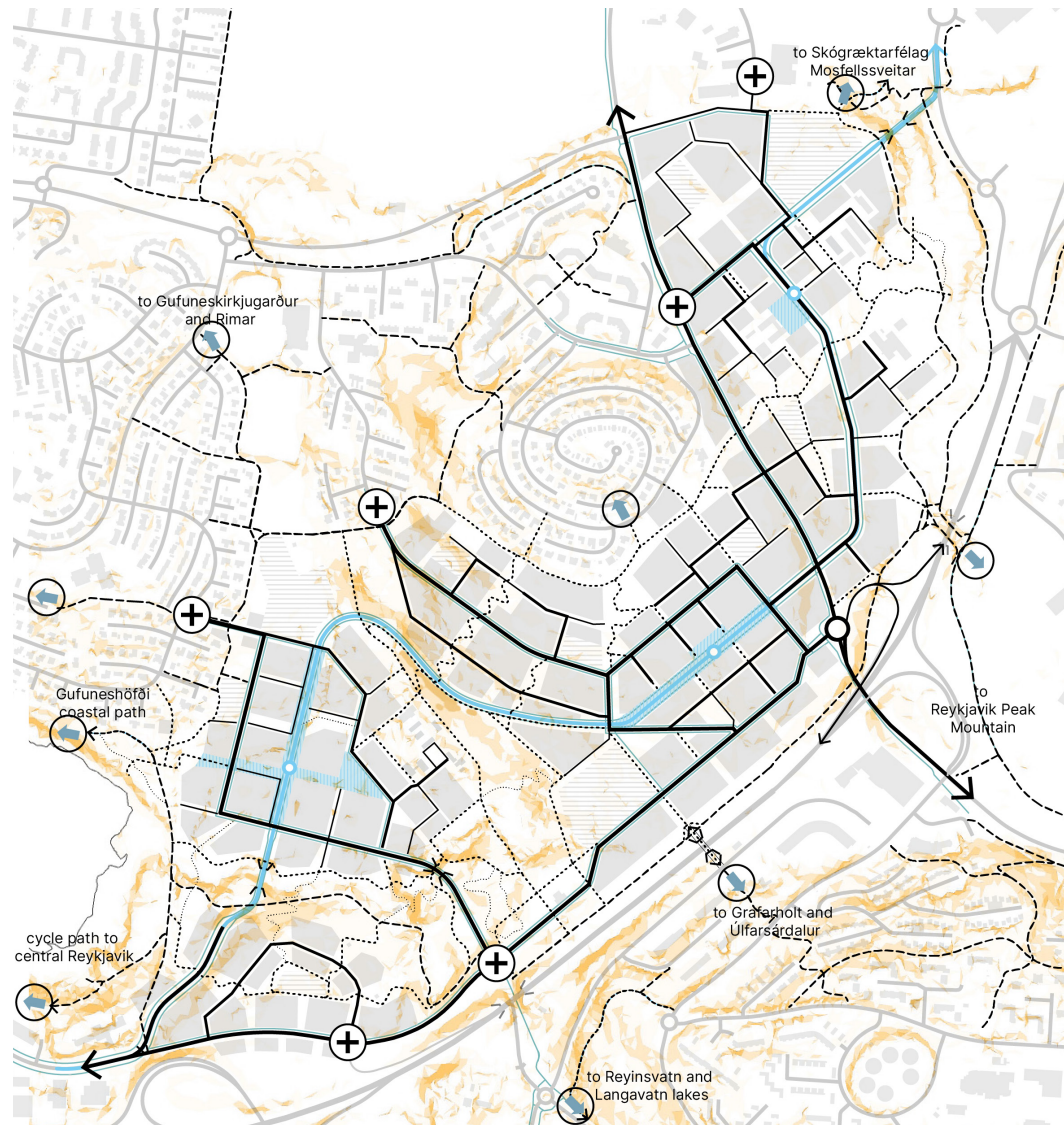 to Skógræktarfélag
Mosfellssveitar
to Gufuneskirkjugarður
and Rimar
Gufuneshöfði
coastal path
to
Reykjavik Peak
Mountain
to Grafarholt and
Úlfarsárdalur
cycle path to
central Reykjavik
to Reyinsvatn and
Langavatn lakes